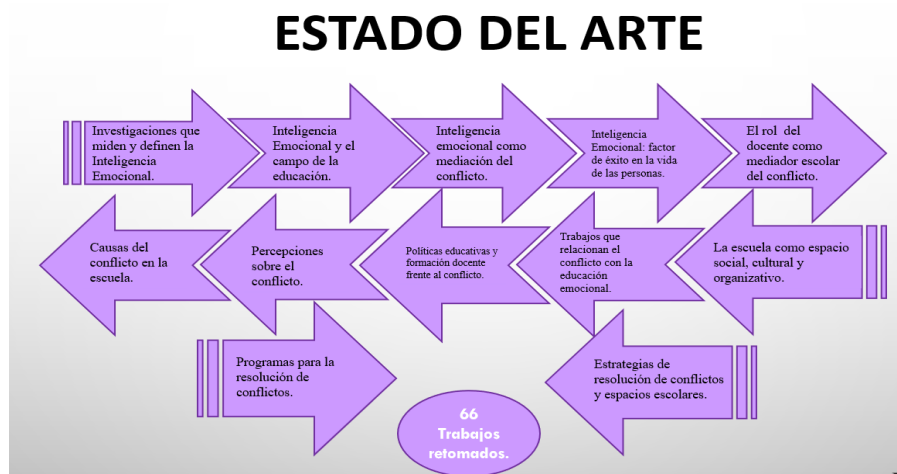 ESTADO DEL ARTE
Investigaciones que
miden y definen la
Inteligencia
Emocional.
Inteligencia
Emocional y el
campo de la
educación.
Inteligencia
emocional como
mediación del
conflicto.
Inteligencia
Emocional: factor
de éxito en la vida
de las personas.
El rol del
docente como
mediador escolar
del conflicto.
Causas del
conflicto en la
escuela.
Percepciones
sobre el
conflicto.
Políticas educativas y
formación docente
frente al conflicto.
Trabajos que
relacionan el
conflicto con la
educación
emocional.
La escuela como espacio
social, cultural y
organizativo.
Programas para la
resolución de
conflictos.
Estrategias de
resolución de conflictos
y espacios escolares.
66
Trabajos
retomados.